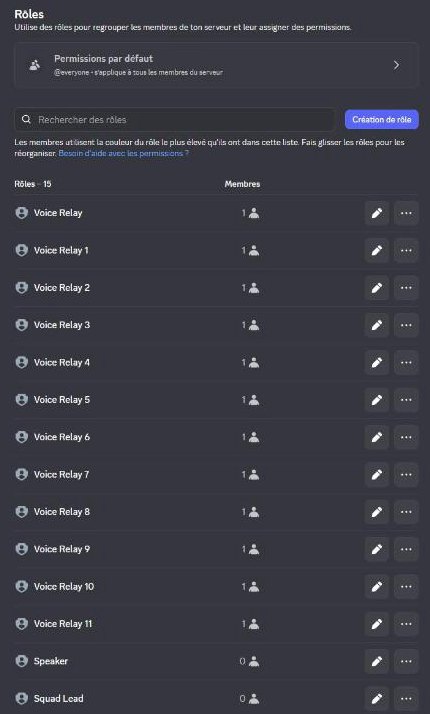 Rôles
Utilise des rôles pour regrouper les membres de ton serveur et leur assigner des permissions.
Permissions par défaut
@everyone • s'applique à tous les membres du serveur
Rechercher des rôles
Création de rôle
Les membres utilisent la couleur du rôle le plus élevé qu'ils ont dans cette liste. Fais glisser les rôles pour les
réorganiser. Besoin d'aide avec les permissions ?
Rôles – 15 Membres
Voice Relay 1
Voice Relay 1 1
Voice Relay 2 1
Voice Relay 3 1
Voice Relay 4 1
Voice Relay 5 1
Voice Relay 6 1
Voice Relay 7 1
Voice Relay 8 1
Voice Relay 9 1
Voice Relay 10 1
Voice Relay 11 1
Speaker 0
Squad Lead 0